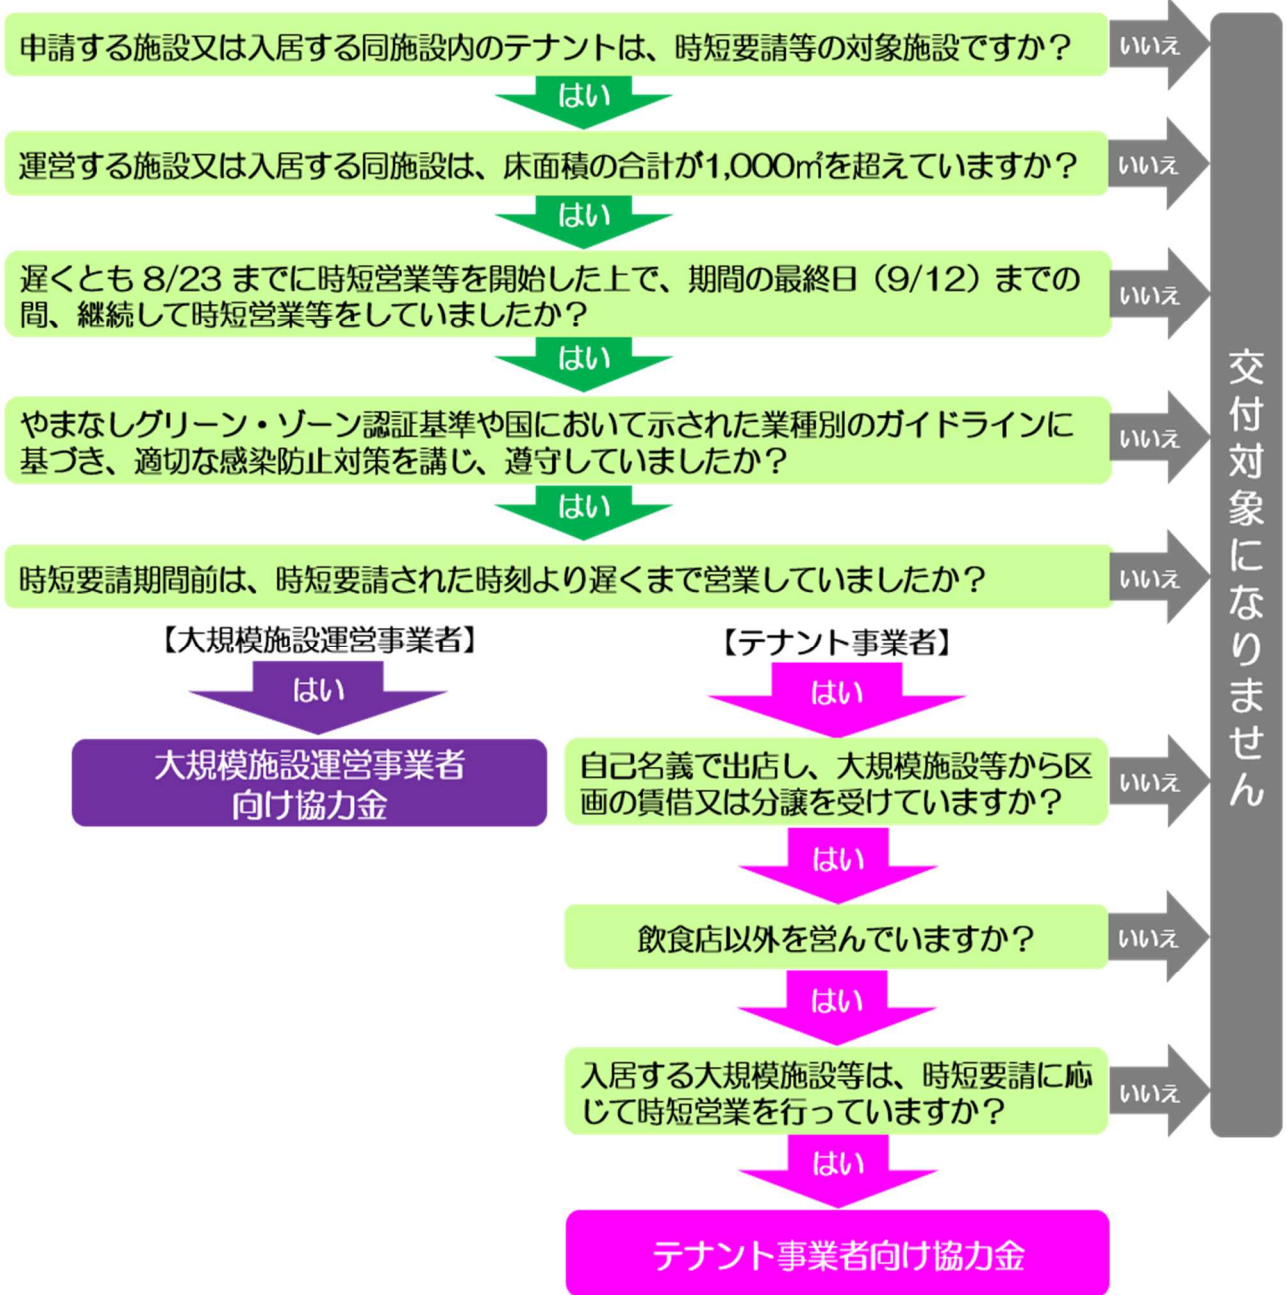 申請する施設又は入居する同施設内のテナントは、時短要請等の対象施設ですか？
いいえ
はい
運営する施設又は入居する同施設は、床面積の合計が1,000㎡を超えていますか？
いいえ
はい
遅くとも 8/23 までに時短営業等を開始した上で、期間の最終日（9/12）までの
間、継続して時短営業等をしていましたか？
いいえ
はい
やまなしグリーン・ゾーン認証基準や国において示された業種別のガイドラインに
基づき、適切な感染防止対策を講じ、遵守していましたか？
いいえ
はい
時短要請期間前は、時短要請された時刻より遅くまで営業していましたか？
いいえ
【大規模施設運営事業者】
はい
大規模施設運営事業者
向け協力金
【テナント事業者】
はい
自己名義で出店し、大規模施設等から区
画の賃借又は分譲を受けていますか？
いいえ
はい
飲食店以外を営んでいますか？
いいえ
はい
入居する大規模施設等は、時短要請に応
じて時短営業を行っていますか？
いいえ
はい
テナント事業者向け協力金
交付対象になりません